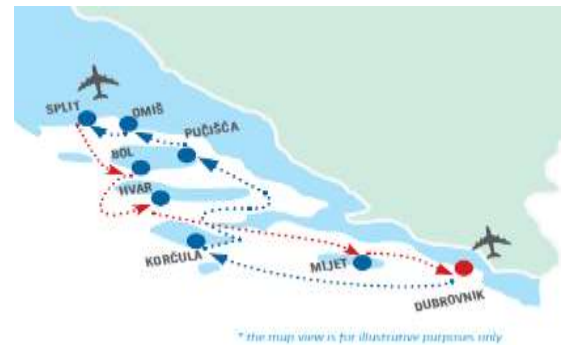 SPLIT
OMIŠ
PUČIŠĆA
BOL
HVAR
KORČULA
MLJET
DUBROVNIK
* the map view is for illustrative purposes only